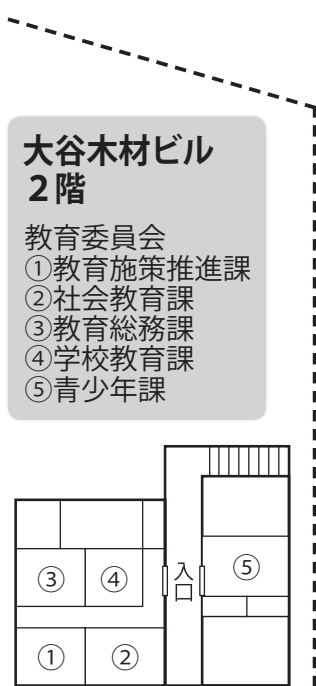 大谷木材ビル
２階
教育委員会
①教育施策推進課
②社会教育課
③教育総務課
④学校教育課
⑤青少年課
③
④
入口
⑤
①
②